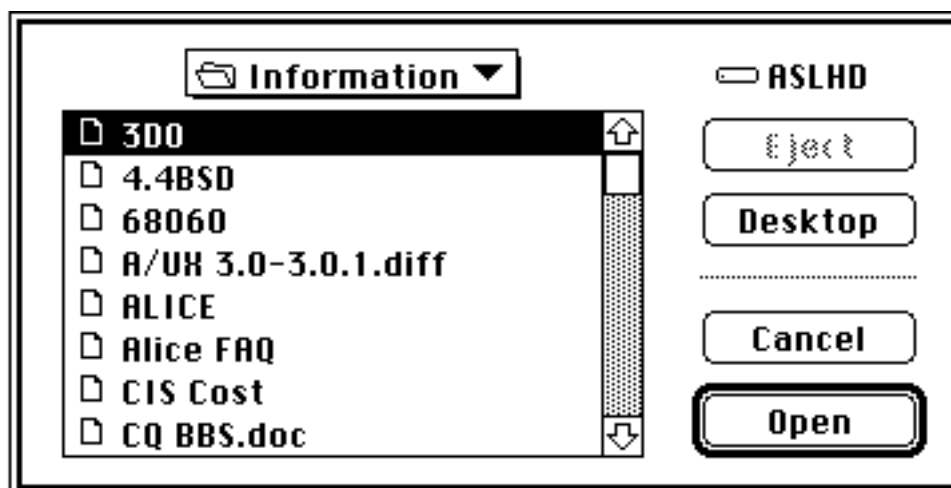 Information
ASLHD
3DO
4.4BSD
68060
A/UX 3.0-3.0.1.diff
ALICE
Alice FAQ
CIS Cost
CQ BBS.doc
Eject
Desktop
Cancel
Open